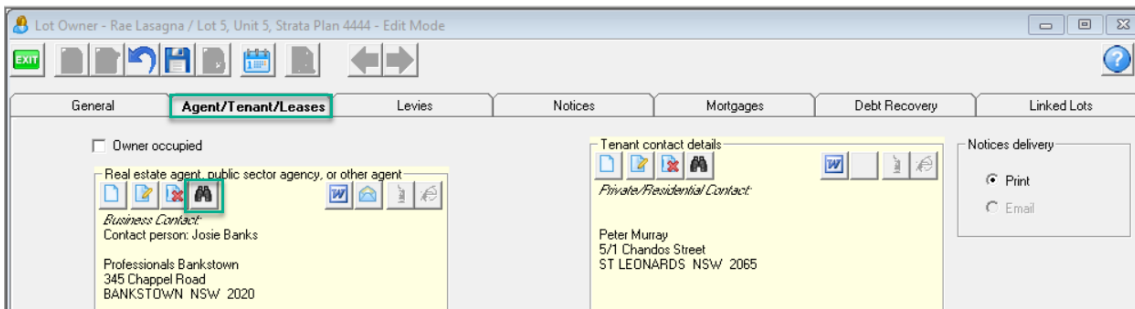 Lot Owner - Rae Lasagna / Lot 5, Unit 5, Strata Plan 4444 - Edit Mode
EXIT
General Agent/Tenant/Leases Levies Notices Mortgages Debt Recovery Linked Lots
Owner occupied
Real estate agent, public sector agency, or other agent
W
Business Contact:
Contact person: Josie Banks
Professionals Bankstown
345 Chappel Road
BANKSTOWN NSW 2020
Tenant contact details
W
Private/Residential Contact:
Peter Murray
5/1 Chandos Street
ST LEONARDS NSW 2065
Notices delivery
Print
Email